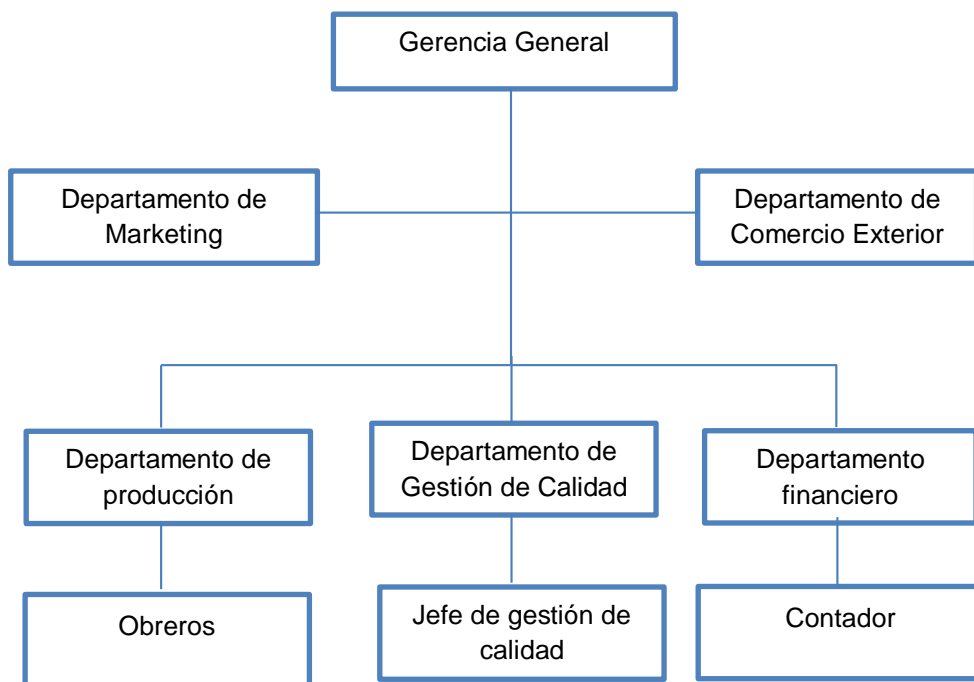 Gerencia General
Departamento de
Marketing
Departamento de
Comercio Exterior
Departamento de
producción
Departamento de
Gestión de Calidad
Departamento
financiero
Obreros
Jefe de gestión de
calidad
Contador